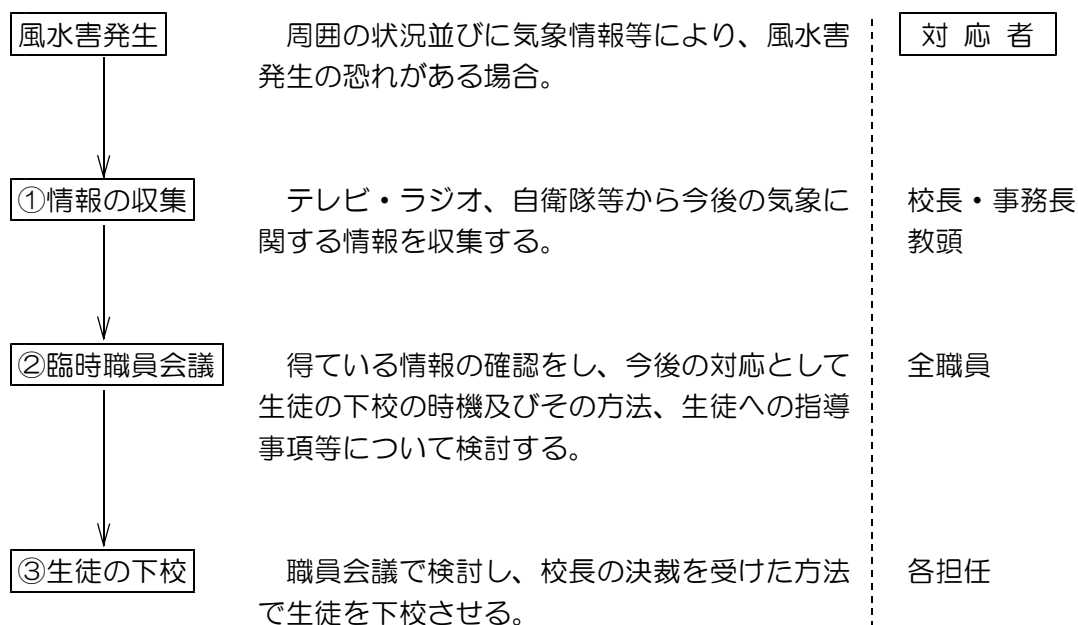 風水害発生
周囲の状況並びに気象情報等により、風水害
発生の恐れがある場合。
対応者
①情報の収集
テレビ・ラジオ、自衛隊等から今後の気象に
関する情報を収集する。
校長・事務長
教頭
②臨時職員会議
得ている情報の確認をし、今後の対応として
生徒の下校の時機及びその方法、生徒への指導
事項等について検討する。
全職員
③生徒の下校
職員会議で検討し、校長の決裁を受けた方法
で生徒を下校させる。
各担任